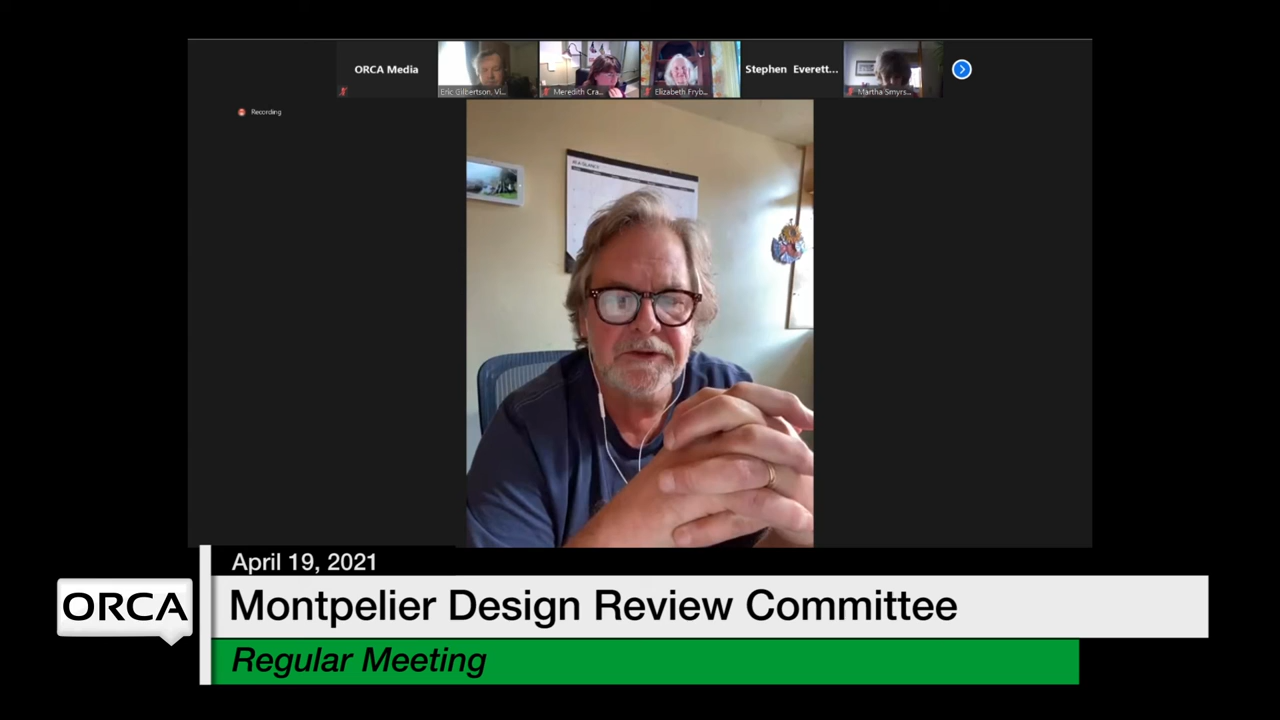 ORCA Media
Eric Gilbertson, Vi...
Meredith Cra...
Elizabeth Fryb...
Stephen Everett...
Martha Smyrs...
Recording
April 19, 2021
ORCA
Montpelier Design Review Committee
Regular Meeting